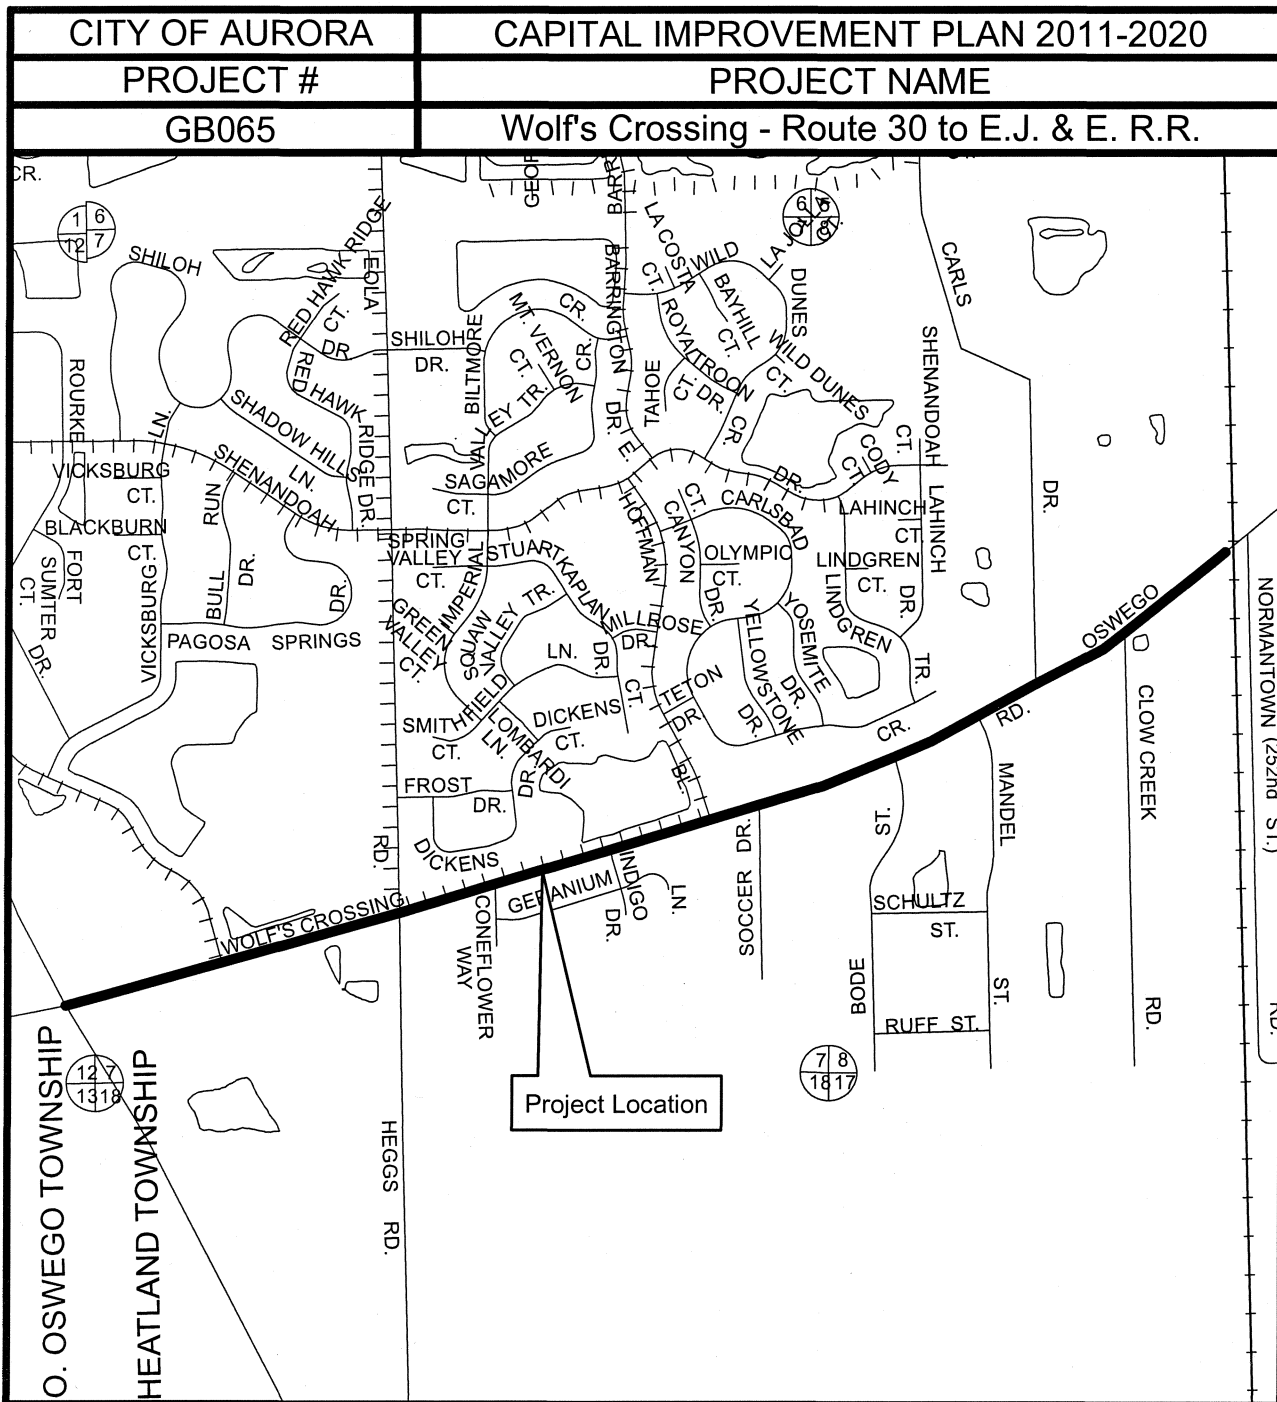 CITY OF AURORA
CAPITAL IMPROVEMENT PLAN 2011-2020
PROJECT #
PROJECT NAME
GB065
Wolf's Crossing - Route 30 to E.J. & E. R.R.
CR.
1 6
12 7
SHILOH
RED HAWK RIDGE
CT.
EOLA
SHILOH
DR.
DR.
RED HAWK RIDGE DR.
BILTMORE
MT. VERNON
CT.
CR.
CR.
BARRINGTON
DR. E.
LA COSTA
CT.
WILD
DUNES
BAYHILL
CT.
ROYAL TROON
DR.
CT.
CR.
TAHOE
WILD DUNES
CT.
CARLS
DR.
SHENANDOAH
CT.
CODY
CT.
DR.
LAHINCH
CT.
LAHINCH
DR.
LINDGREN
CT.
LINDGREN
TR.
ROURKE
LN.
VICKSBURG
CT.
BLACKBURN
CT.
SHADOW HILLS
LN.
SHENANDOAH
BULL RUN
DR.
DR.
FORT
SUMTER
CT.
DR.
VICKSBURG
PAGOSA SPRINGS
VALLEY TR.
SAGAMORE
CT.
SPRING
VALLEY
CT.
STUART KAPLAN
DR.
IMPERIAL
GREEN
VALLEY
CT.
SQUAW
VALLEY TR.
HOFFMAN
BL.
MILLROSE
DR.
CT.
CANYON
CT.
DR.
CARLSBAD
OLYMPIC
CT.
YELLOWSTONE
DR.
YOSEMITE
DR.
TETON
DR.
CR.
LN.
SMITHFIELD
CT.
LOMBARDI
LN.
DICKENS
CT.
DR.
FROST
DR.
DICKENS
RD.
WOLF'S CROSSING
OSWEGO
RD.
CONEFLOWER
WAY
GERANIUM
INDIGO
DR.
LN.
SOCCER DR.
ST.
BODE
MANDEL
ST.
SCHULTZ
ST.
RUFF ST.
CLOW CREEK
RD.
NORMANTOWN (252nd ST.)
RD.
Project Location
7 8
18 17
12 7
13 18
HEGGS RD.
O. OSWEGO TOWNSHIP
HEATLAND TOWNSHIP